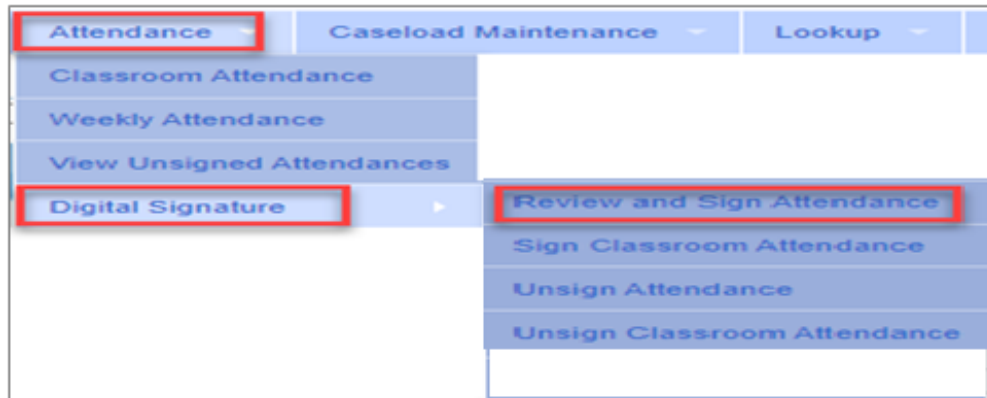 Attendance Caseload Maintenance Lookup
Classroom Attendance
Weekly Attendance
View Unsigned Attendances
Digital Signature
Review and Sign Attendance
Sign Classroom Attendance
Unsign Attendance
Unsign Classroom Attendance